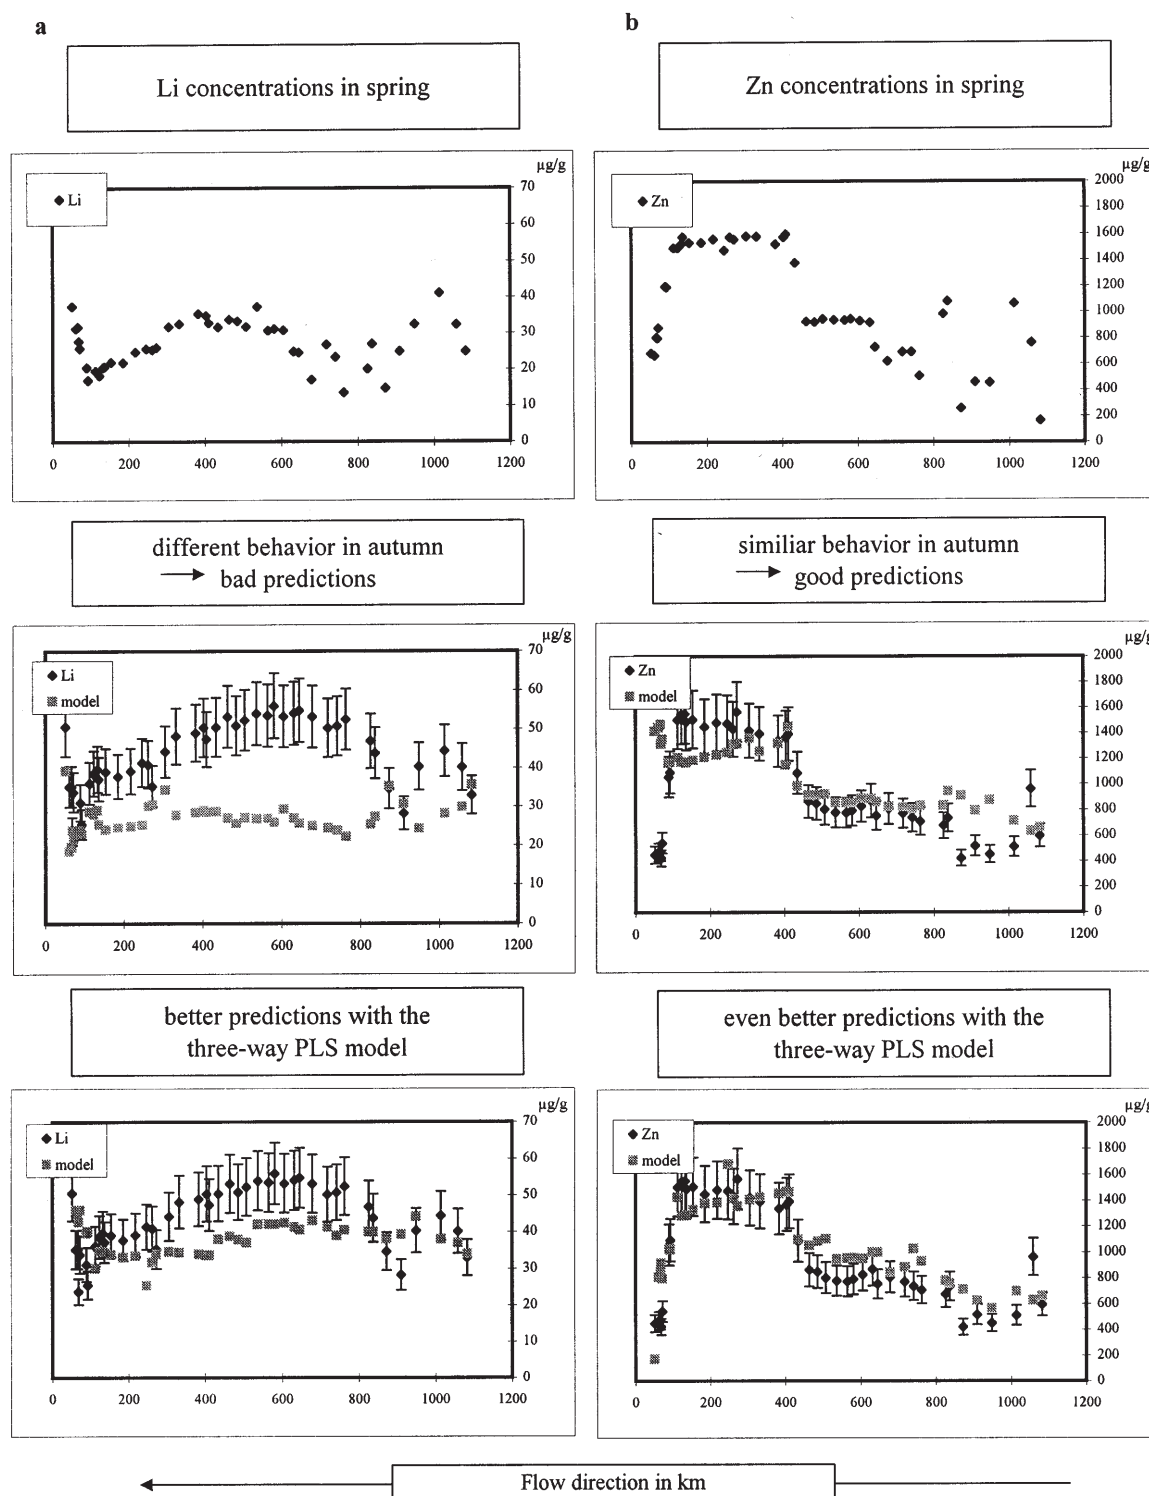 a
b
Li concentrations in spring
Zn concentrations in spring
µg/g
Li
70
60
50
40
30
20
10
0
0 200 400 600 800 1000 1200
µg/g
Zn
2000
1800
1600
1400
1200
1000
800
600
400
200
0
0 200 400 600 800 1000 1200
different behavior in autumn
→ bad predictions
similiar behavior in autumn
→ good predictions
µg/g
Li
model
70
60
50
40
30
20
10
0
0 200 400 600 800 1000 1200
µg/g
Zn
model
2000
1800
1600
1400
1200
1000
800
600
400
200
0
0 200 400 600 800 1000 1200
better predictions with the
three-way PLS model
even better predictions with the
three-way PLS model
µg/g
Li
model
70
60
50
40
30
20
10
0
0 200 400 600 800 1000 1200
µg/g
Zn
model
2000
1800
1600
1400
1200
1000
800
600
400
200
0
0 200 400 600 800 1000 1200
Flow direction in km